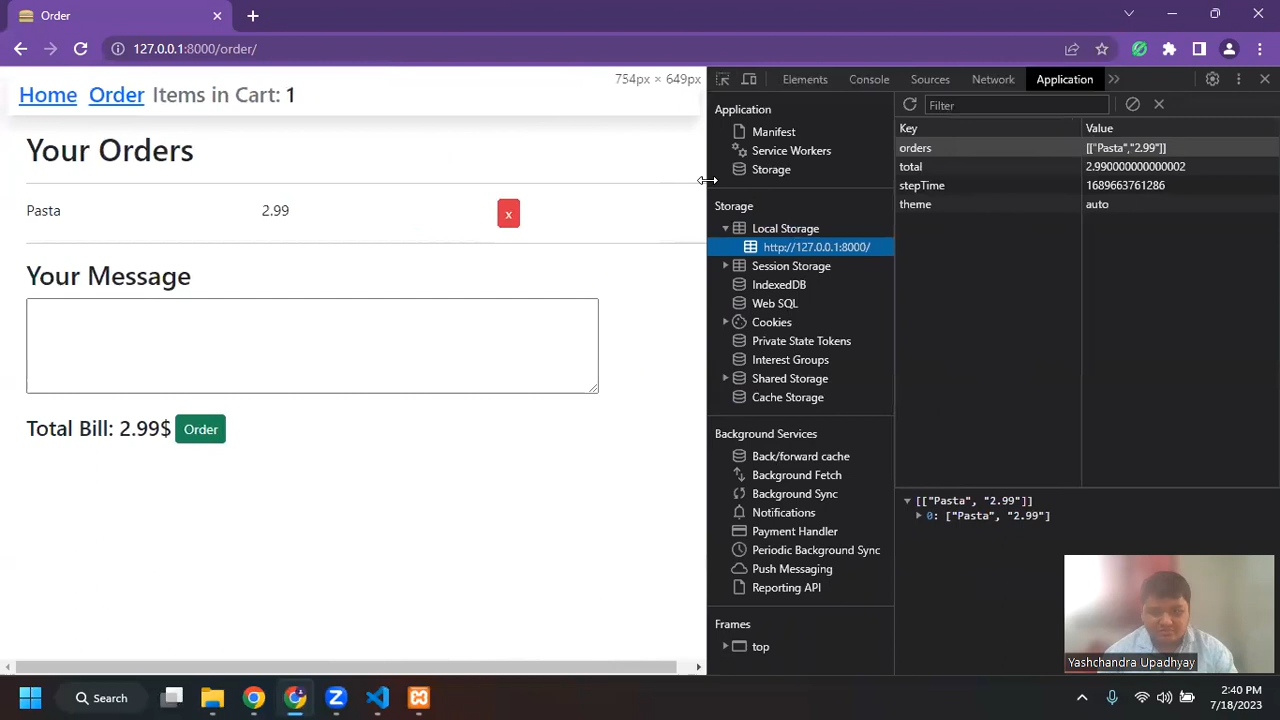 Order
127.0.0.1:8000/order/
Home Order Items in Cart: 1
754px × 649px
Your Orders
Pasta 2.99 x
Your Message
Total Bill: 2.99$ Order
Elements Console Sources Network Application
Application
Manifest
Service Workers
Storage
Storage
Local Storage
http://127.0.0.1:8000/
Session Storage
IndexedDB
Web SQL
Cookies
Private State Tokens
Interest Groups
Shared Storage
Cache Storage
Background Services
Back/forward cache
Background Fetch
Background Sync
Notifications
Payment Handler
Periodic Background Sync
Push Messaging
Reporting API
Frames
top
Filter
Key Value
orders [["Pasta","2.99"]]
total 2.990000000000002
stepTime 1689663761286
theme auto
[["Pasta", "2.99"]]
0: ["Pasta", "2.99"]
Yashchandra Upadhyay
Search
2:40 PM
7/18/2023